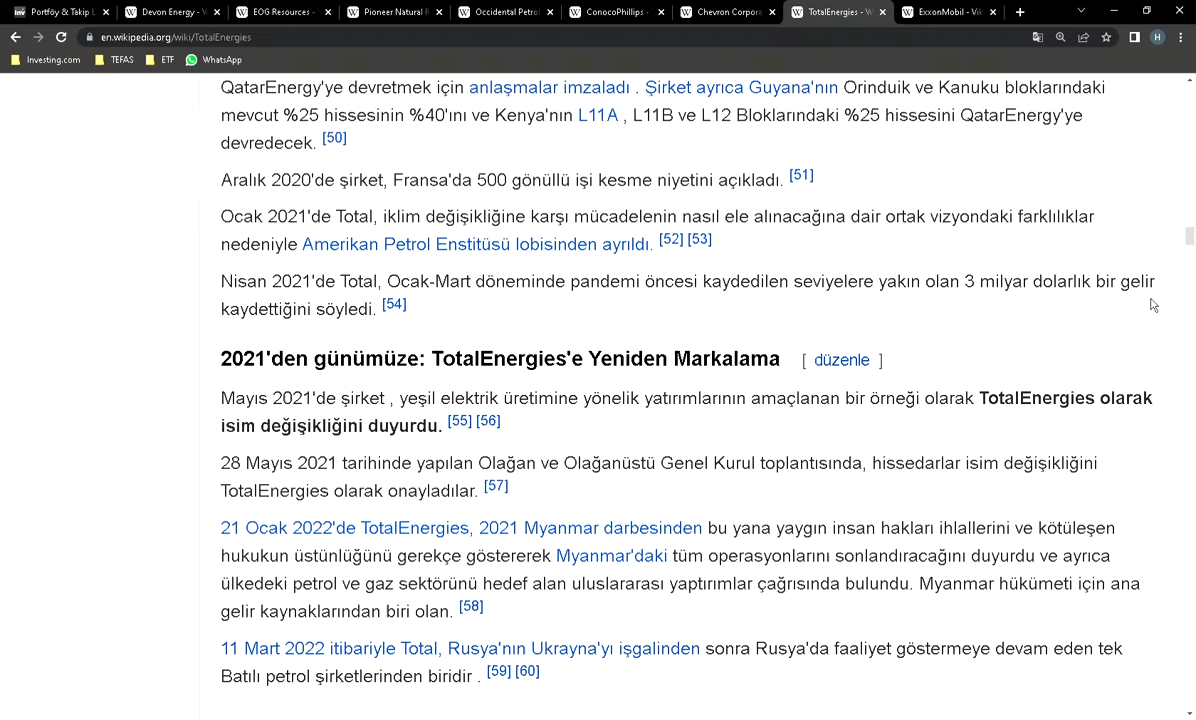 Portföy & Takip L
Devon Energy - V
EOG Resources -
Pioneer Natural R
Occidental Petrol
ConocoPhillips -
Chevron Corpora
TotalEnergies - W
ExxonMobil - Vik
en.wikipedia.org/wiki/TotalEnergies
H
Investing.com
TEFAS
ETF
WhatsApp
QatarEnergy'ye devretmek için anlaşmalar imzaladı . Şirket ayrıca Guyana'nın Orinduik ve Kanuku bloklarındaki
mevcut %25 hissesinin %40'ını ve Kenya'nın L11A , L11B ve L12 Bloklarındaki %25 hissesini QatarEnergy'ye
devredecek. [50]
Aralık 2020'de şirket, Fransa'da 500 gönüllü işi kesme niyetini açıkladı. [51]
Ocak 2021'de Total, iklim değişikliğine karşı mücadelenin nasıl ele alınacağına dair ortak vizyondaki farklılıklar
nedeniyle Amerikan Petrol Enstitüsü lobisinden ayrıldı. [52] [53]
Nisan 2021'de Total, Ocak-Mart döneminde pandemi öncesi kaydedilen seviyelere yakın olan 3 milyar dolarlık bir gelir
kaydettiğini söyledi. [54]
2021'den günümüze: TotalEnergies'e Yeniden Markalama [ düzenle ]
Mayıs 2021'de şirket , yeşil elektrik üretimine yönelik yatırımlarının amaçlanan bir örneği olarak TotalEnergies olarak
isim değişikliğini duyurdu. [55] [56]
28 Mayıs 2021 tarihinde yapılan Olağan ve Olağanüstü Genel Kurul toplantısında, hissedarlar isim değişikliğini
TotalEnergies olarak onayladılar. [57]
21 Ocak 2022'de TotalEnergies, 2021 Myanmar darbesinden bu yana yaygın insan hakları ihlallerini ve kötüleşen
hukukun üstünlüğünü gerekçe göstererek Myanmar'daki tüm operasyonlarını sonlandıracağını duyurdu ve ayrıca
ülkedeki petrol ve gaz sektörünü hedef alan uluslararası yaptırımlar çağrısında bulundu. Myanmar hükümeti için ana
gelir kaynaklarından biri olan. [58]
11 Mart 2022 itibariyle Total, Rusya'nın Ukrayna'yı işgalinden sonra Rusya'da faaliyet göstermeye devam eden tek
Batılı petrol şirketlerinden biridir . [59] [60]